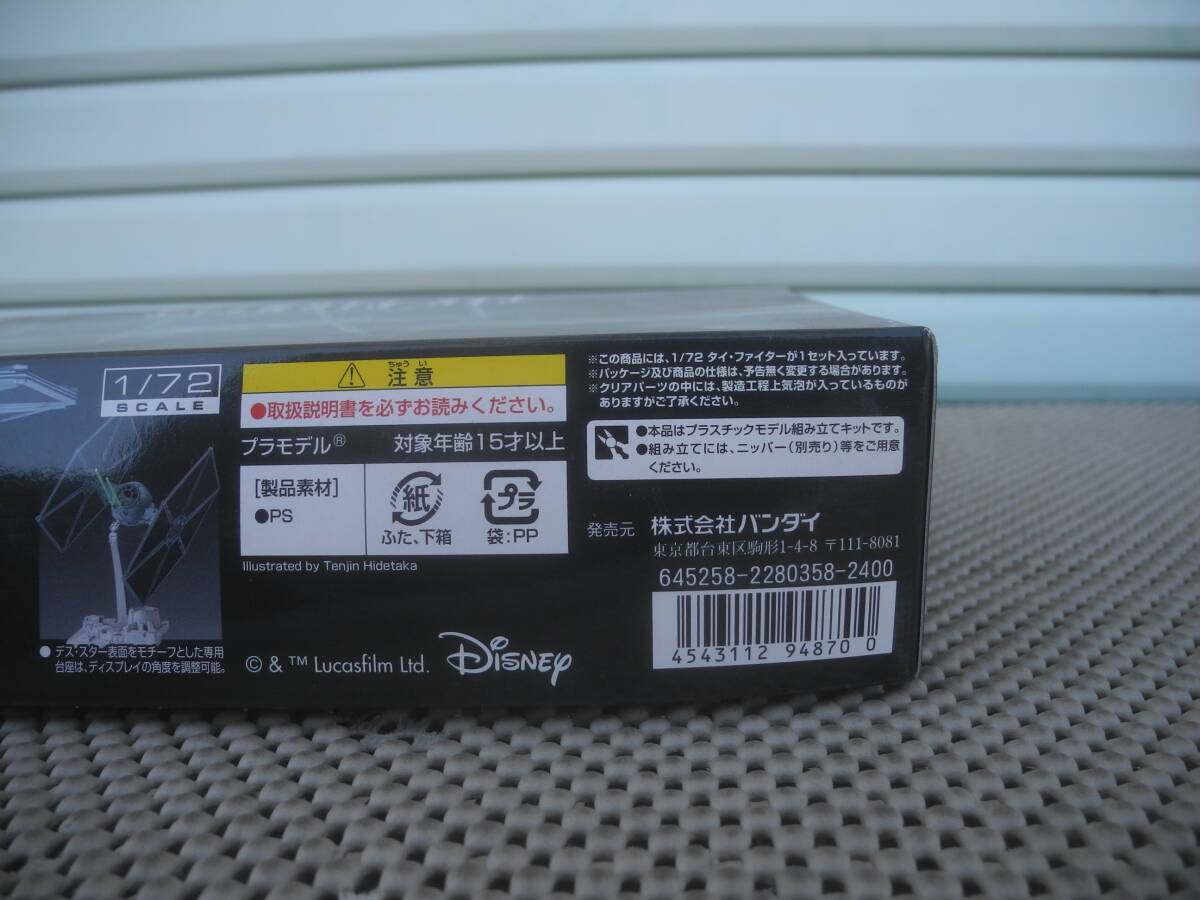 1/72
SCALE
● デス・スター表面をモチーフとした専用
台座は、ディスプレイの角度を調整可能。
ちゅうい
注意
●取扱説明書を必ずお読みください。
プラモデル® 対象年齢15才以上
[製品素材]
●PS
紙
ふた、下箱
プラ
袋:PP
Illustrated by Tenjin Hidetaka
© & ™ Lucasfilm Ltd. Disney
※この商品には、1/72 タイ・ファイターが1セット入っています。
※パッケージ及び商品の仕様は、予告無く変更する場合があります。
※クリアパーツの中には、製造工程上気泡が入っているものが
ありますがご了承ください。
●本品はプラスチックモデル組み立てキットです。
●組み立てには、ニッパー(別売り)等をご用意
ください。
発売元 株式会社バンダイ
東京都台東区駒形1-4-8 〒111-8081
645258-2280358-2400
4543112 94870 0